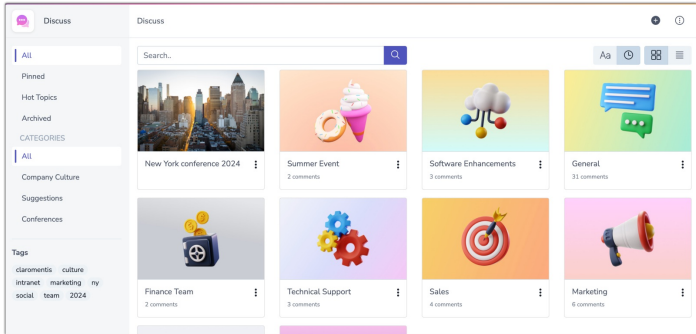 Discuss
Discuss
All
Pinned
Hot Topics
Archived
CATEGORIES
All
Company Culture
Suggestions
Conferences
Tags
claromentis culture
intranet marketing ny
social team 2024
Search..
Aa
New York conference 2024
Summer Event
2 comments
Software Enhancements
3 comments
General
31 comments
Finance Team
2 comments
Technical Support
3 comments
Sales
4 comments
Marketing
6 comments